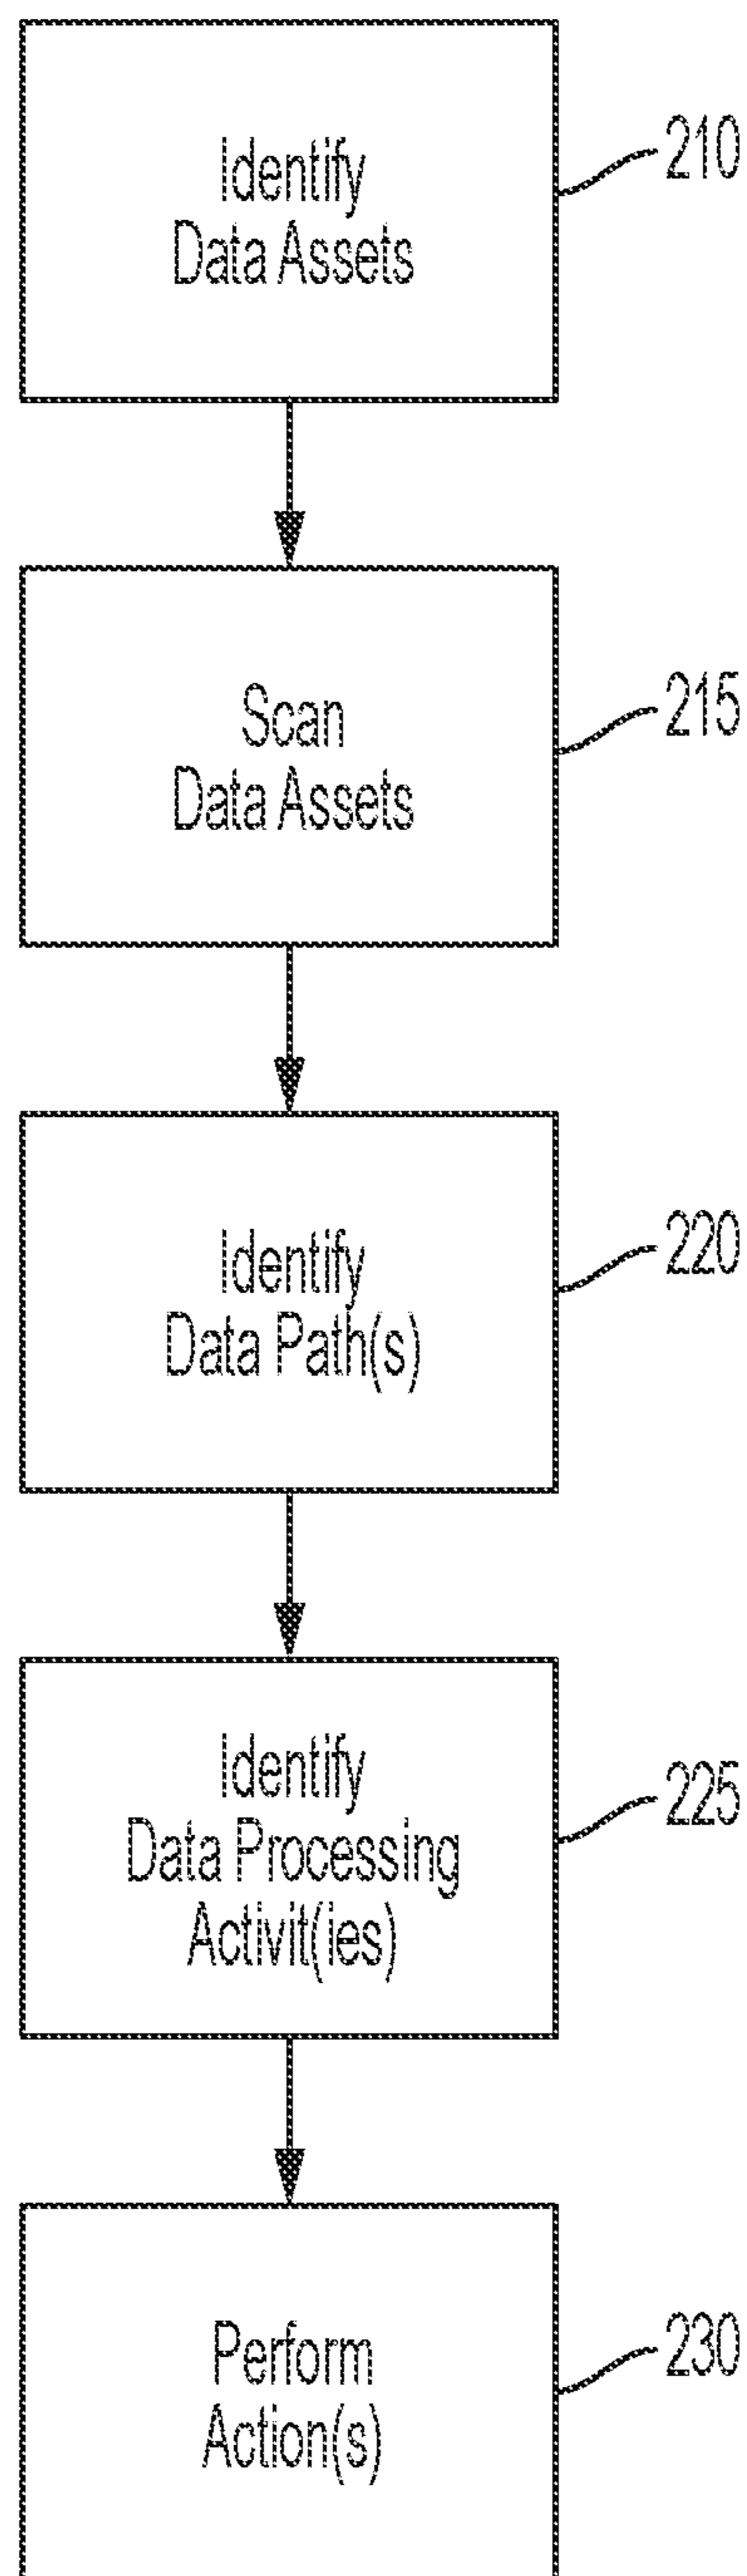 Identify
Data Assets
210
Scan
Data Assets
215
Identify
Data Path(s)
220
Identify
Data Processing
Activit(ies)
225
Perform
Action(s)
230